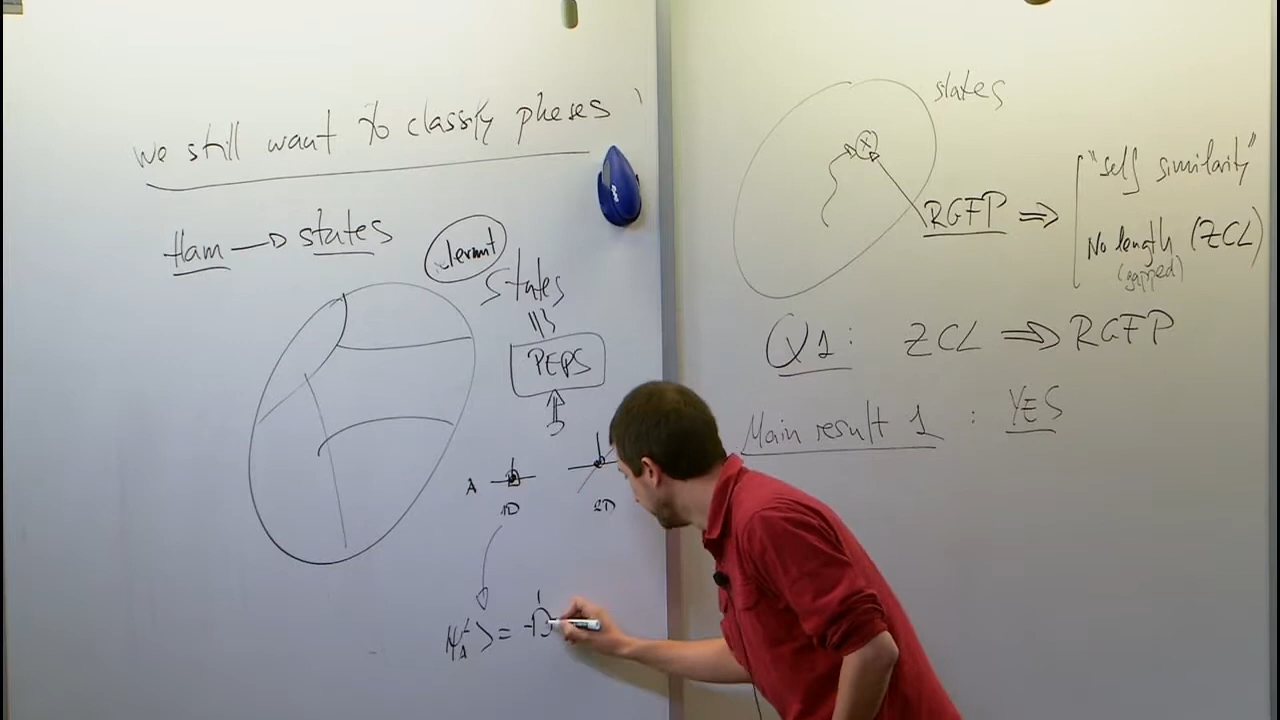 we still want to classify phases
Ham → states
relevant
states
PEPS
A
1D
2D
states
RGFP ⇒
"self similarity"
No length (ZCL)
(gapped)
Q1: ZCL ⇒ RGFP
Main result 1 : YES